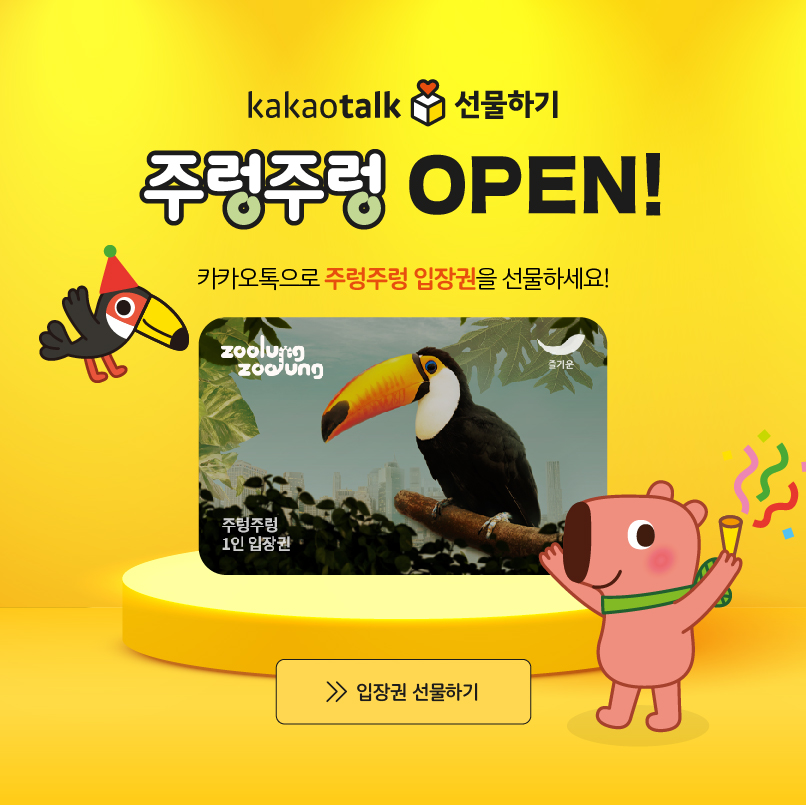 kakaotalk 선물하기
주렁주렁 OPEN!
카카오톡으로 주렁주렁 입장권을 선물하세요!
zoolung
zoolung
즐기운
주렁주렁
1인 입장권
입장권 선물하기